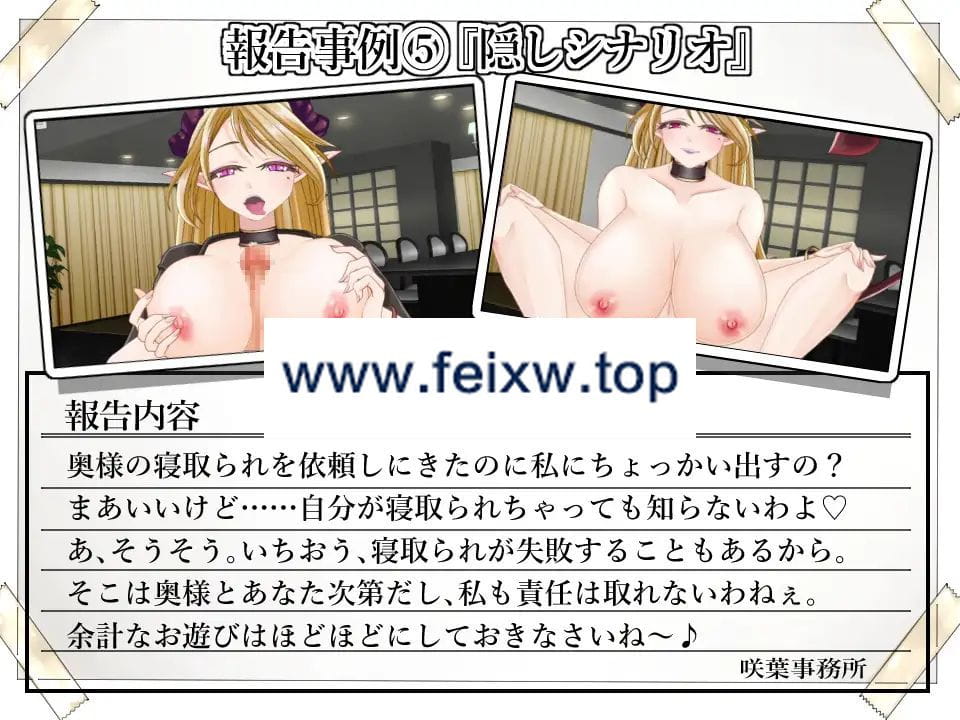 報告事例⑤『隠しシナリオ』
www.feixw.top
報告内容
奥様の寝取られを依頼しにきたのに私にちょっかい出すの？
まあいいけど……自分が寝取られちゃっても知らないわよ♡
あ、そうそう。いちおう、寝取られが失敗することもあるから。
そこは奥様とあなた次第だし、私も責任は取れないわねぇ。
余計なお遊びはほどほどにしておきなさいね～♪
咲葉事務所